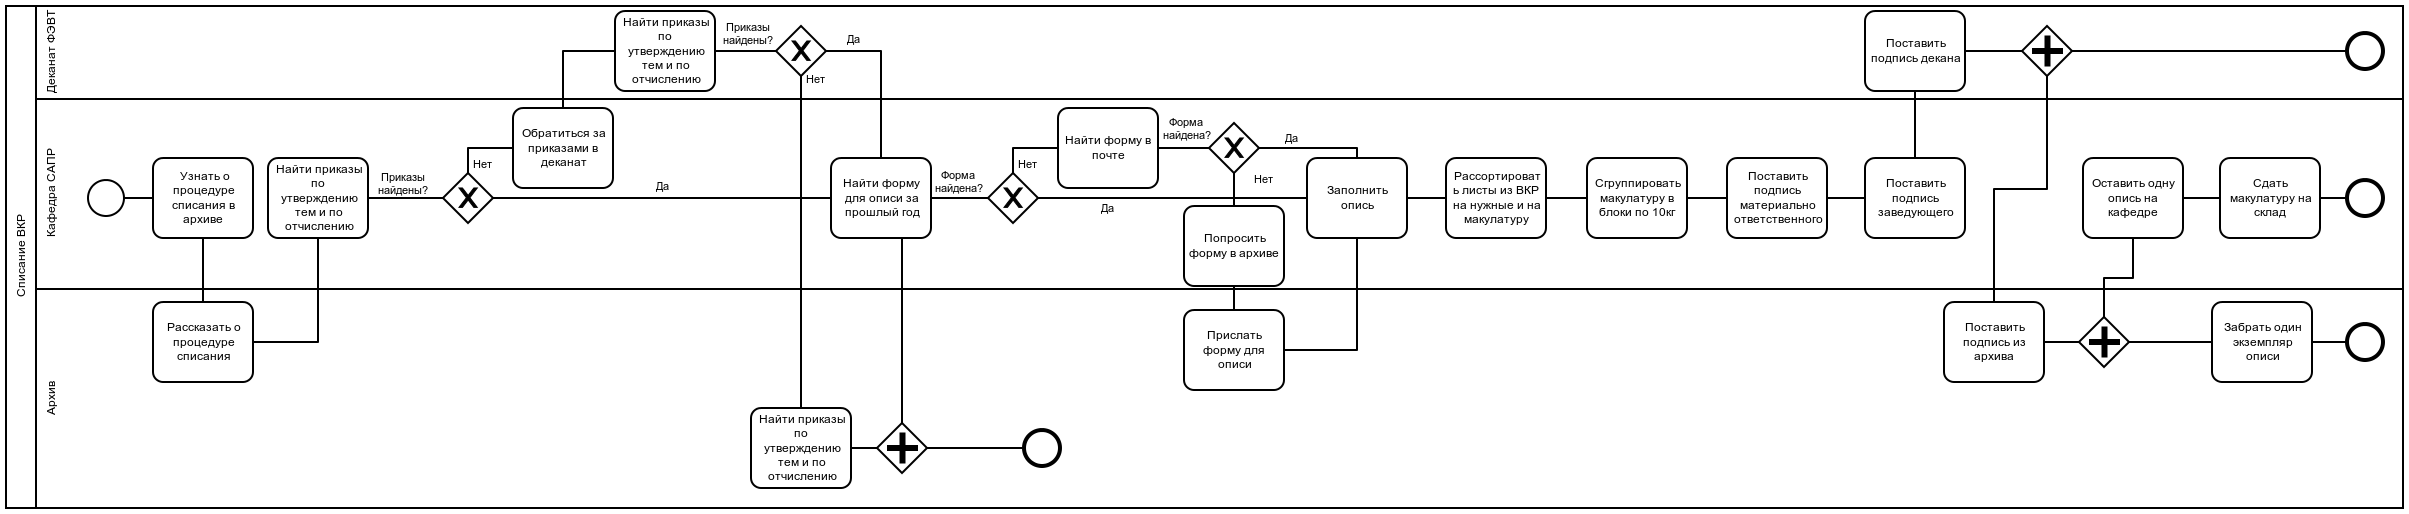 Списание ВКР
Деканат ФЭВТ
Найти приказы
по
утверждению
тем и по
отчислению
Приказы
найдены?
Да
Нет
Поставить
подпись декана
Кафедра САПР
Узнать о
процедуре
списания в
архиве
Найти приказы
по
утверждению
тем и по
отчислению
Приказы
найдены?
Нет
Да
Обратиться за
приказами в
деканат
Найти форму
для описи за
прошлый год
Форма
найдена?
Нет
Да
Найти форму в
почте
Форма
найдена?
Да
Нет
Попросить
форму в архиве
Заполнить
опись
Рассортироват
ь листы из ВКР
на нужные и на
макулатуру
Сгруппировать
макулатуру в
блоки по 10кг
Поставить
подпись
материально
ответственного
Поставить
подпись
заведующего
Оставить одну
опись на
кафедре
Сдать
макулатуру на
склад
Архив
Рассказать о
процедуре
списания
Найти приказы
по
утверждению
тем и по
отчислению
Прислать
форму для
описи
Поставить
подпись из
архива
Забрать один
экземпляр
описи